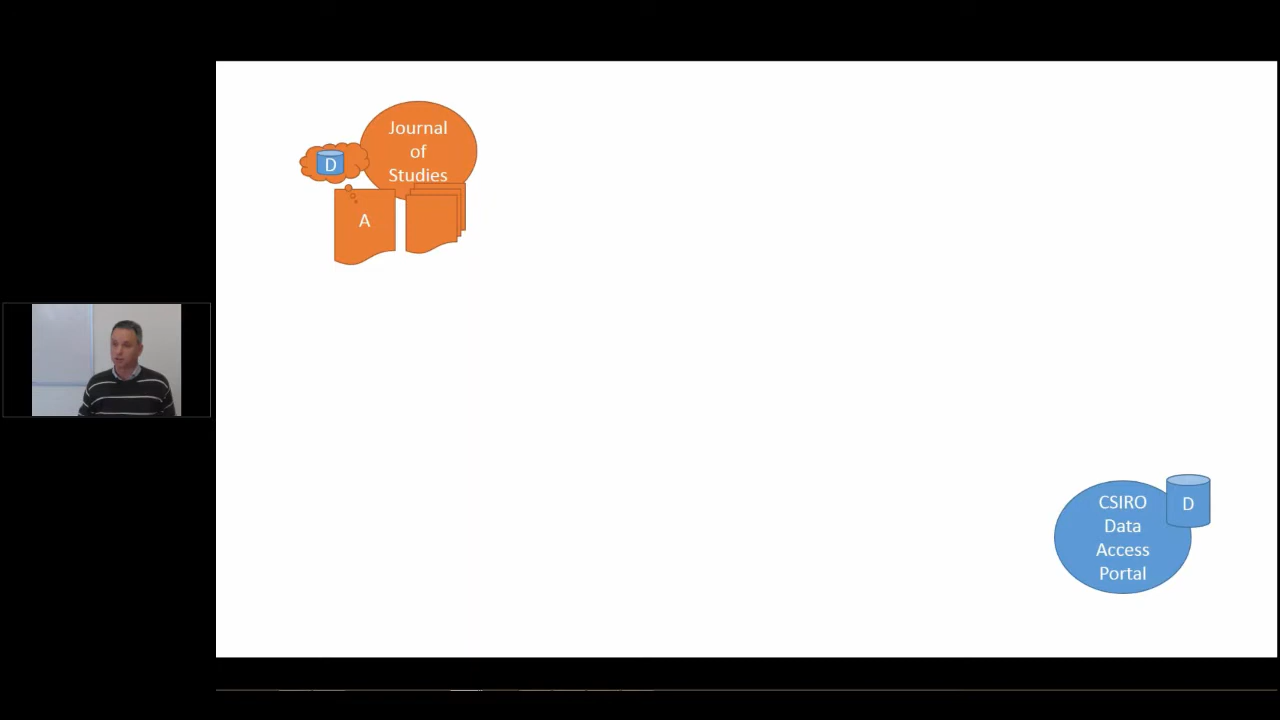 Journal
of
Studies
D
A
CSIRO
Data
Access
Portal
D